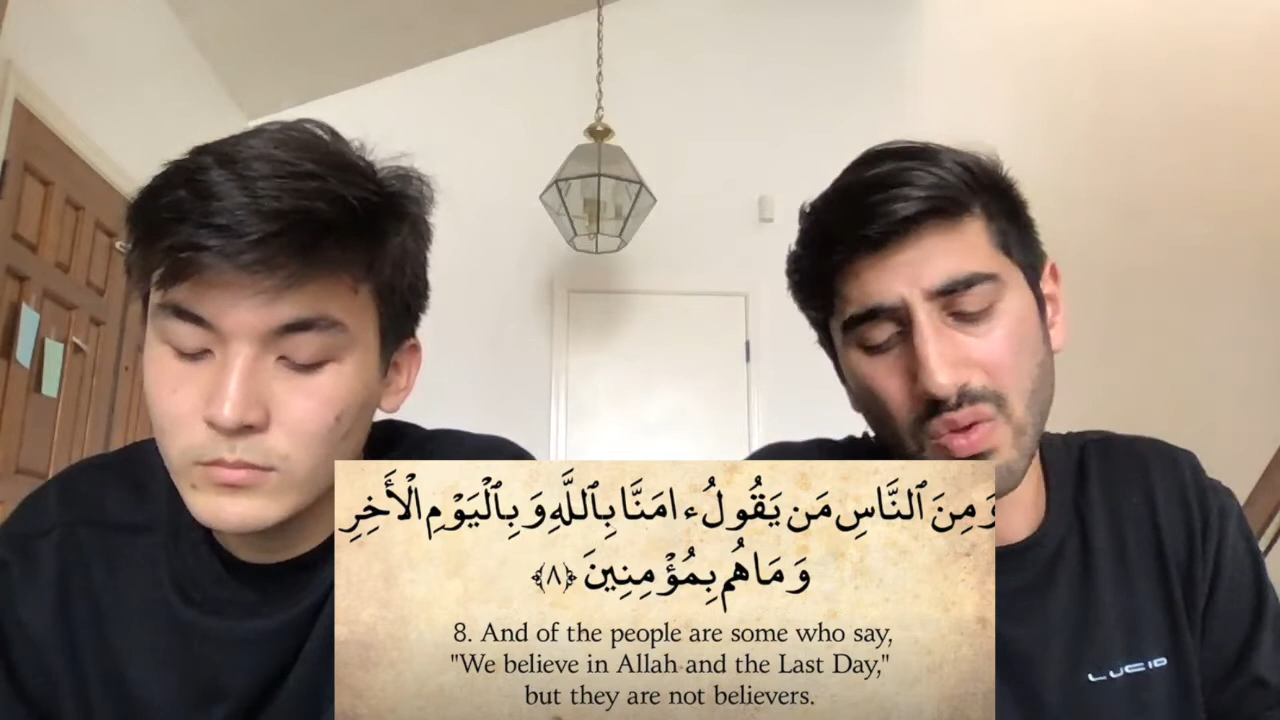 وَمِنَ ٱلنَّاسِ مَن يَقُولُ ءَامَنَّا بِٱللَّهِ وَ بِٱلْيَوْمِ الْأَخِرِ
وَ مَا هُم بِمُؤْمِنِينَ ﴿٨﴾
8. And of the people are some who say,
"We believe in Allah and the Last Day,"
but they are not believers.
LUCID